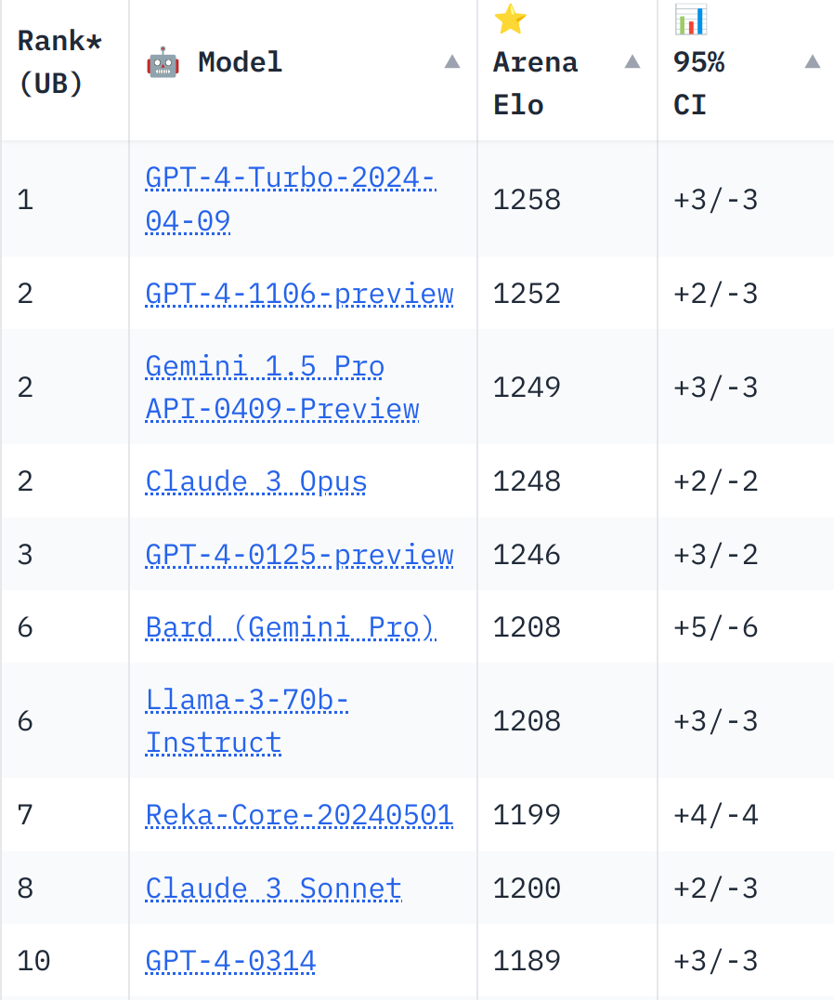 Rank*
(UB)
🤖 Model ▲
⭐
Arena ▲
Elo
📊
95% ▲
CI
1
GPT-4-Turbo-2024-
04-09
1258
+3/-3
2
GPT-4-1106-preview
1252
+2/-3
2
Gemini 1.5 Pro
API-0409-Preview
1249
+3/-3
2
Claude 3 Opus
1248
+2/-2
3
GPT-4-0125-preview
1246
+3/-2
6
Bard (Gemini Pro)
1208
+5/-6
6
Llama-3-70b-
Instruct
1208
+3/-3
7
Reka-Core-20240501
1199
+4/-4
8
Claude 3 Sonnet
1200
+2/-3
10
GPT-4-0314
1189
+3/-3